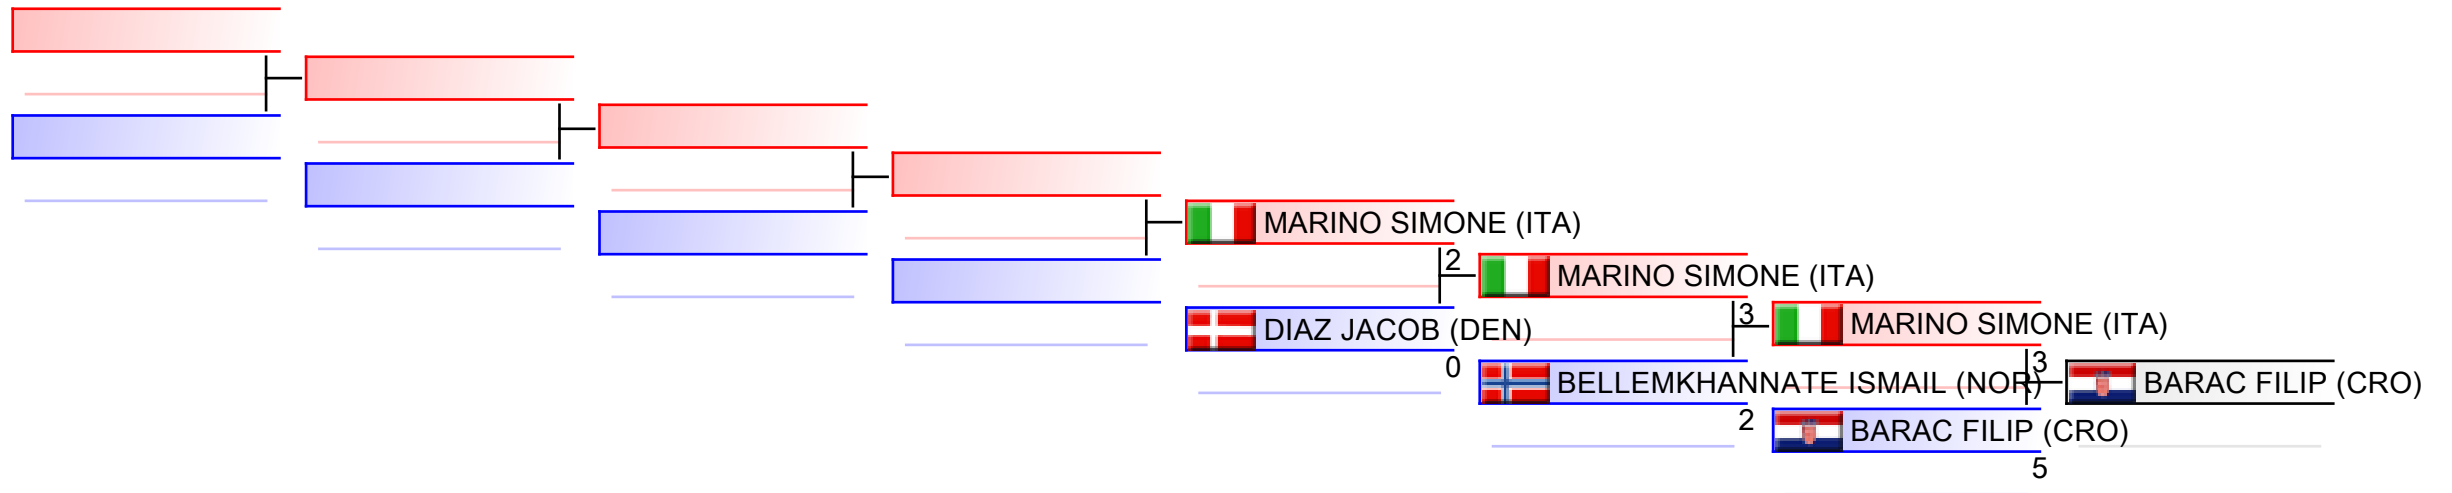 MARINO SIMONE (ITA)
2
MARINO SIMONE (ITA)
DIAZ JACOB (DEN)
0
3
MARINO SIMONE (ITA)
BELLEMKHANNATE ISMAIL (NOR)
2
3
BARAC FILIP (CRO)
BARAC FILIP (CRO)
5